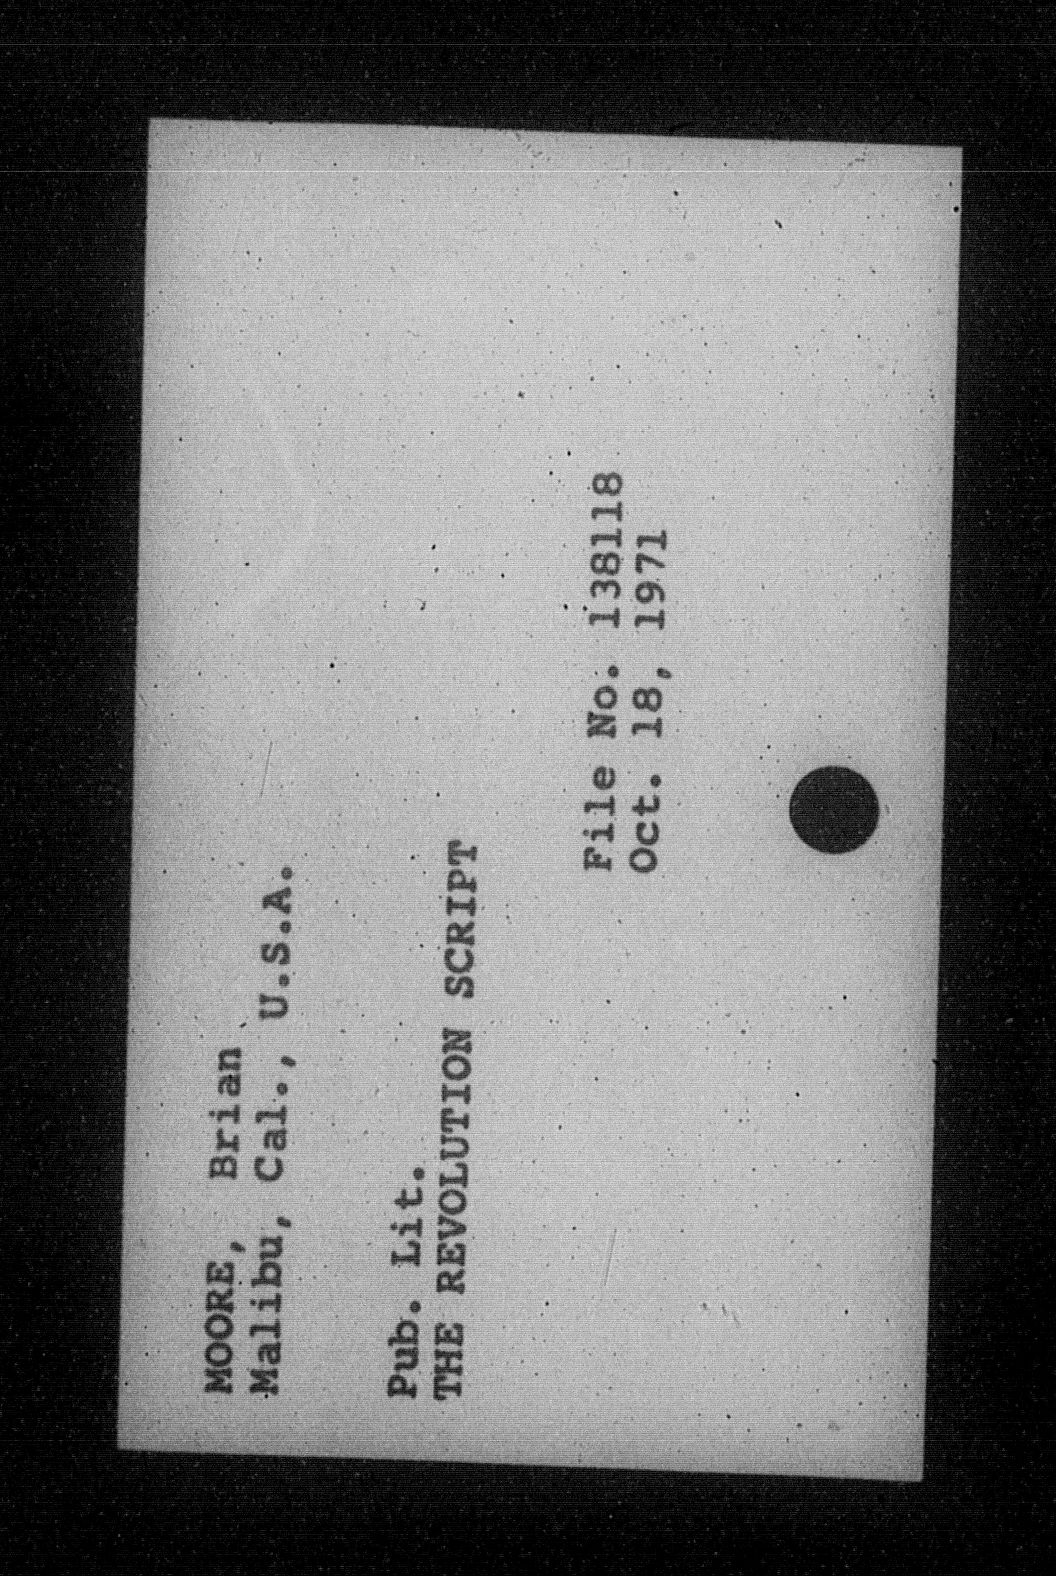 MOORE, Brian
Malibu, Cal., U.S.A.
Pub. Lit.
THE REVOLUTION SCRIPT
File No. 138118
Oct. 18, 1971